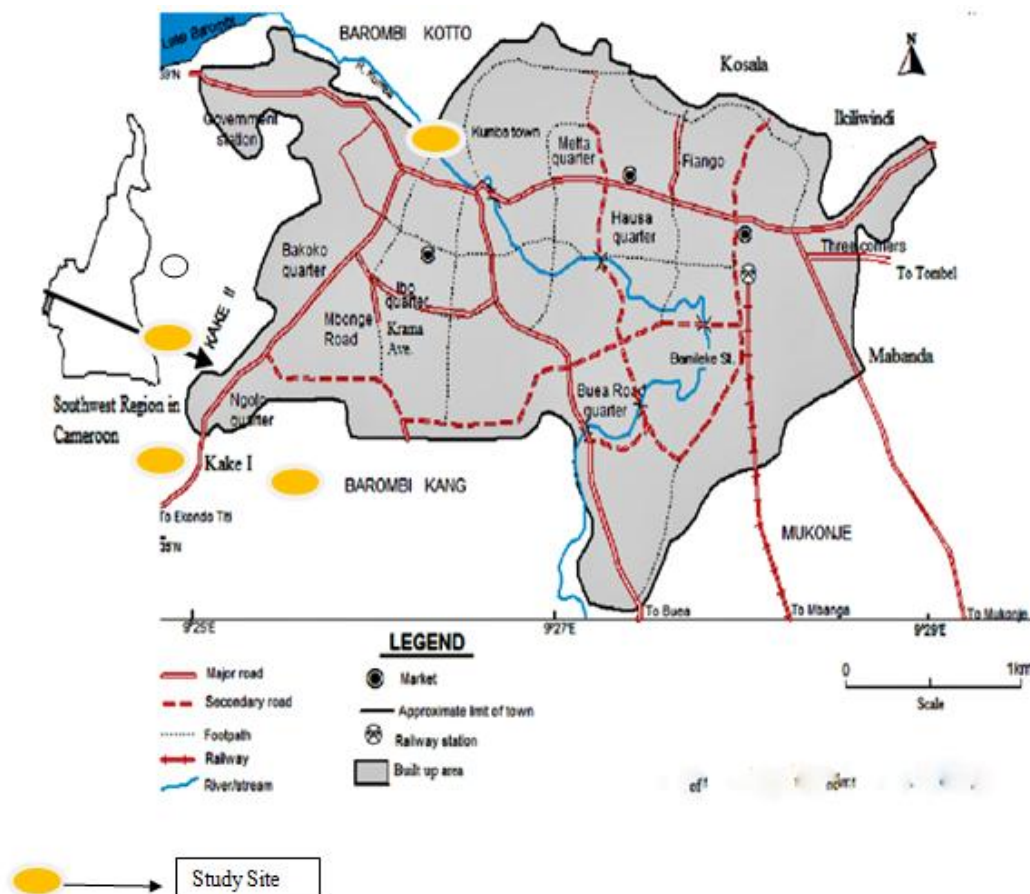 Lake Barombi
BAROMBI KOTTO
Kosala
N
Ikiliwindi
R. Kumba
Government
station
Kumba town
Metta
quarter
Fiango
Hausa
quarter
Three corners
To Tombel
Bakoko
quarter
Ibo
quarter
Mbonge
Road
Krama
Ave.
KAKE II
Mabanda
Bamileke St.
Buea Road
quarter
Southwest Region in
Cameroon
Ngolo
quarter
Kake I
BAROMBI KANG
To Ekondo Titi
MUKONJE
To Buea
To Mbanga
To Mukonje
9°25'E
9°27'E
9°29'E
LEGEND
Major road
Secondary road
Footpath
Railway
River/stream
Market
Approximate limit of town
Railway station
Built up area
0
1km
Scale
Study Site